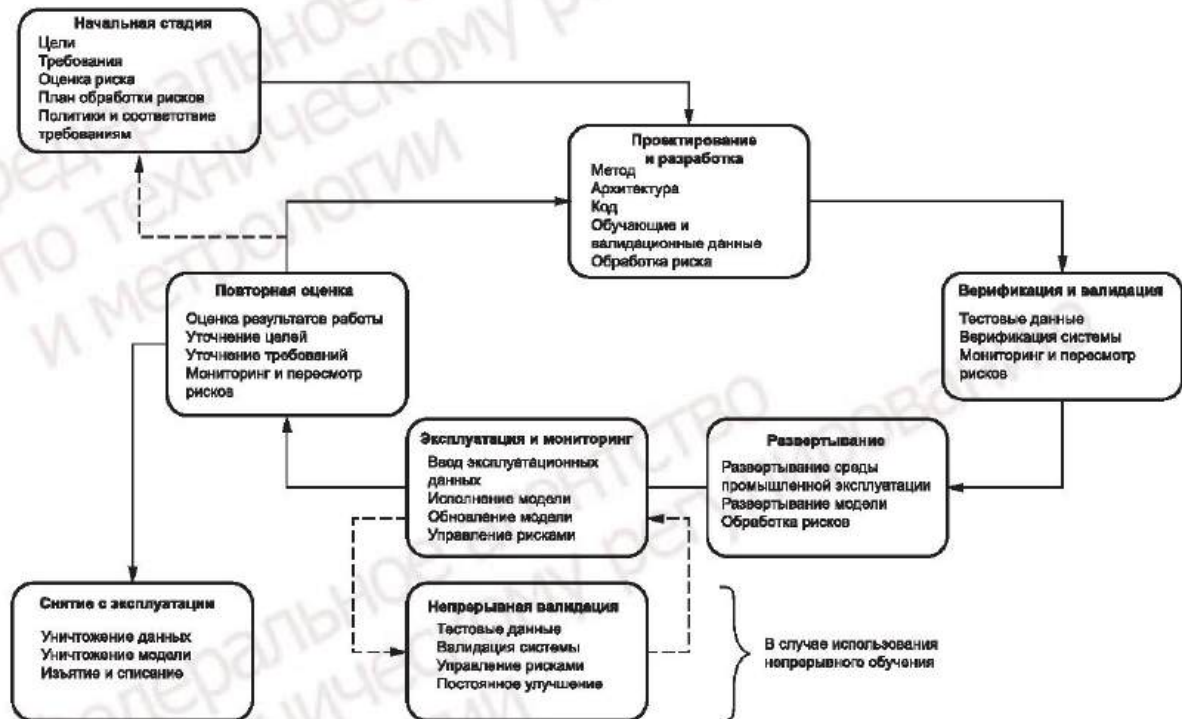 Начальная стадия
Цели
Требования
Оценка риска
План обработки рисков
Политики и соответствие
требованиям
Проектирование
и разработка
Метод
Архитектура
Код
Обучающие и
валидационные данные
Обработка риска
Повторная оценка
Оценка результатов работы
Уточнение целей
Уточнение требований
Мониторинг и пересмотр
рисков
Верификация и валидация
Тестовые данные
Верификация системы
Мониторинг и пересмотр
рисков
Эксплуатация и мониторинг
Ввод эксплуатационных
данных
Исполнение модели
Обновление модели
Управление рисками
Развертывание
Развертывание среды
промышленной эксплуатации
Развертывание модели
Обработка рисков
Снятие с эксплуатации
Уничтожение данных
Уничтожение модели
Изъятие и списание
Непрерывная валидация
Тестовые данные
Валидация системы
Управление рисками
Постоянное улучшение
В случае использования
непрерывного обучения
по техническому
и метрологии